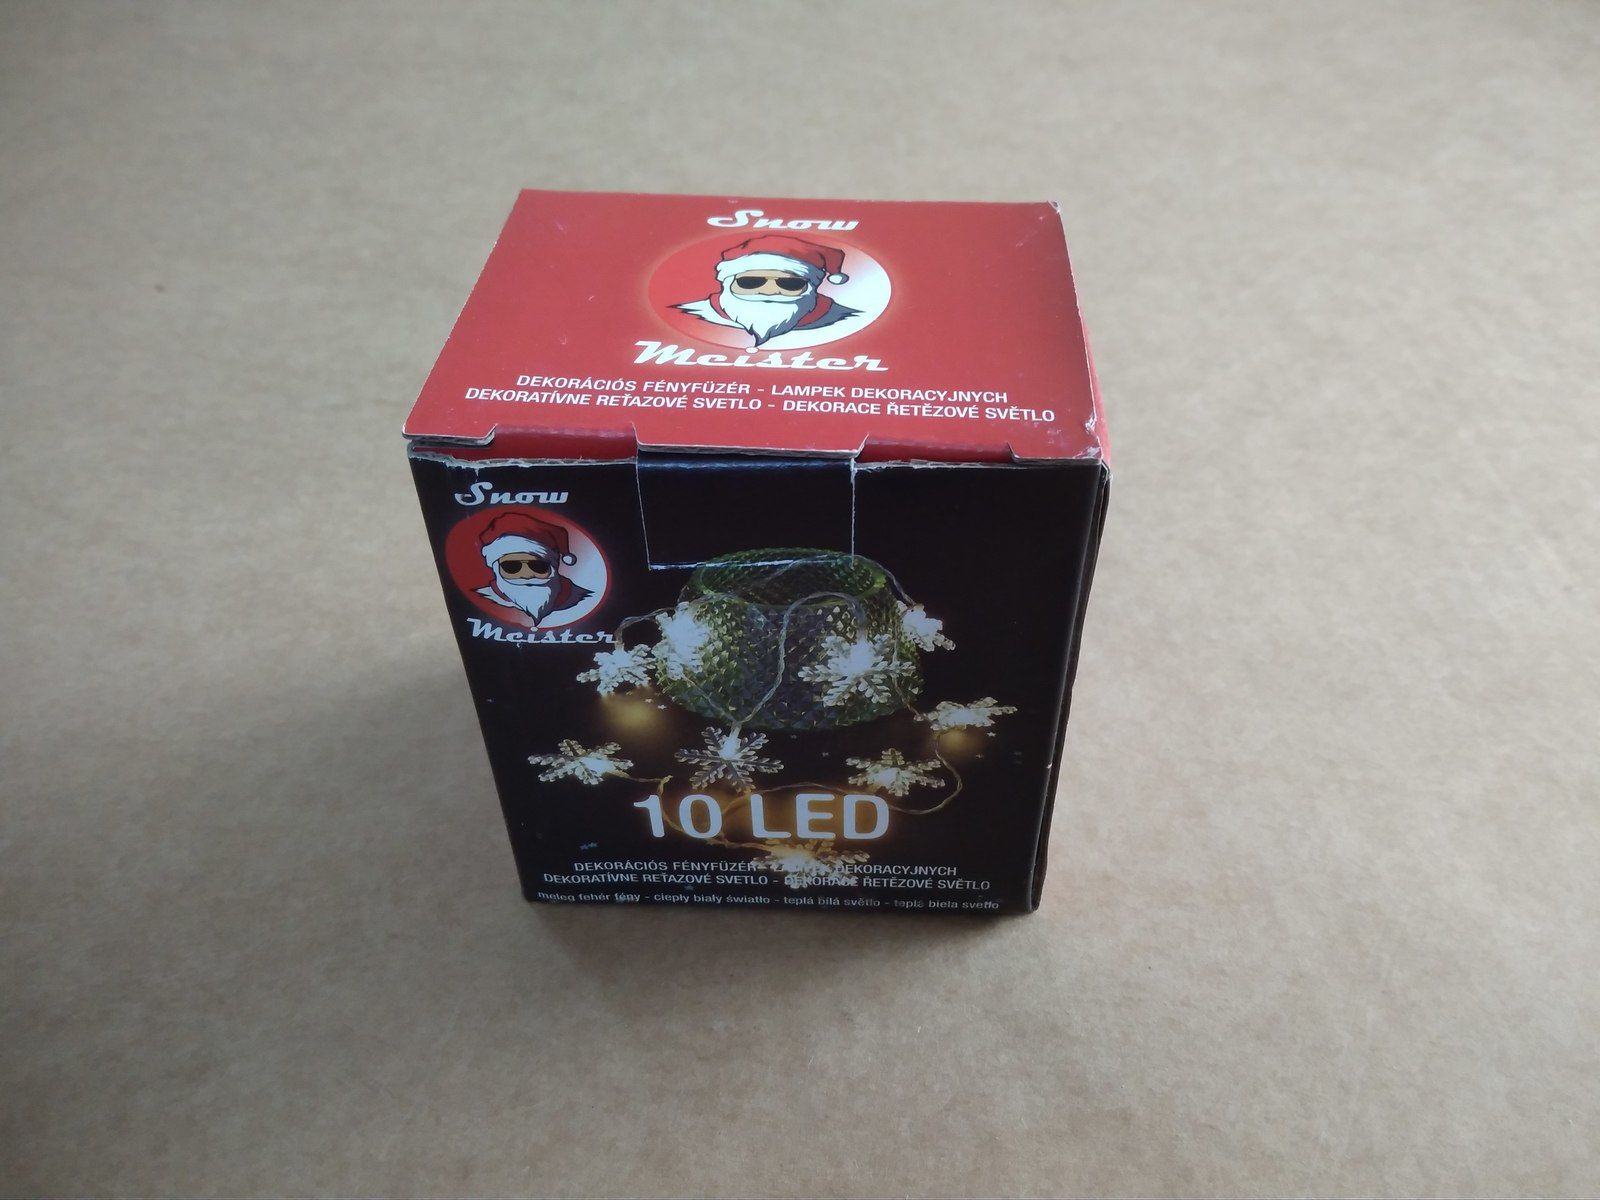 Snow
Meister
DEKORÁCIÓS FÉNYFÜZÉR - LAMPEK DEKORACYJNYCH
DEKORATÍVNE REŤAZOVÉ SVETLO - DEKORACE ŘETĚZOVÉ SVĚTLO
Snow
Meister
10 LED
DEKORÁCIÓS FÉNYFÜZÉR - LAMPEK DEKORACYJNYCH
DEKORATÍVNE REŤAZOVÉ SVETLO - DEKORACE ŘETĚZOVÉ SVĚTLO
meleg fehér fény - ciepły biały światło - teplá bílá světlo - teplá biela svetlo